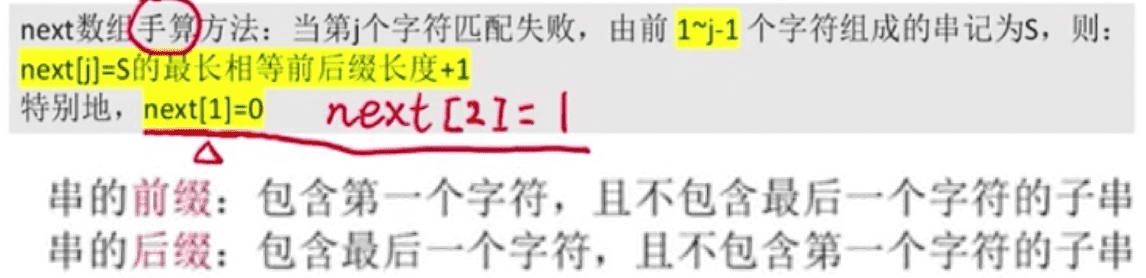 next数组手算方法：当第j个字符匹配失败，由前 1~j-1 个字符组成的串记为S，则：
next[j]=S的最长相等前后缀长度+1
特别地，next[1]=0 next[2]=1
串的前缀：包含第一个字符，且不包含最后一个字符的子串
串的后缀：包含最后一个字符，且不包含第一个字符的子串